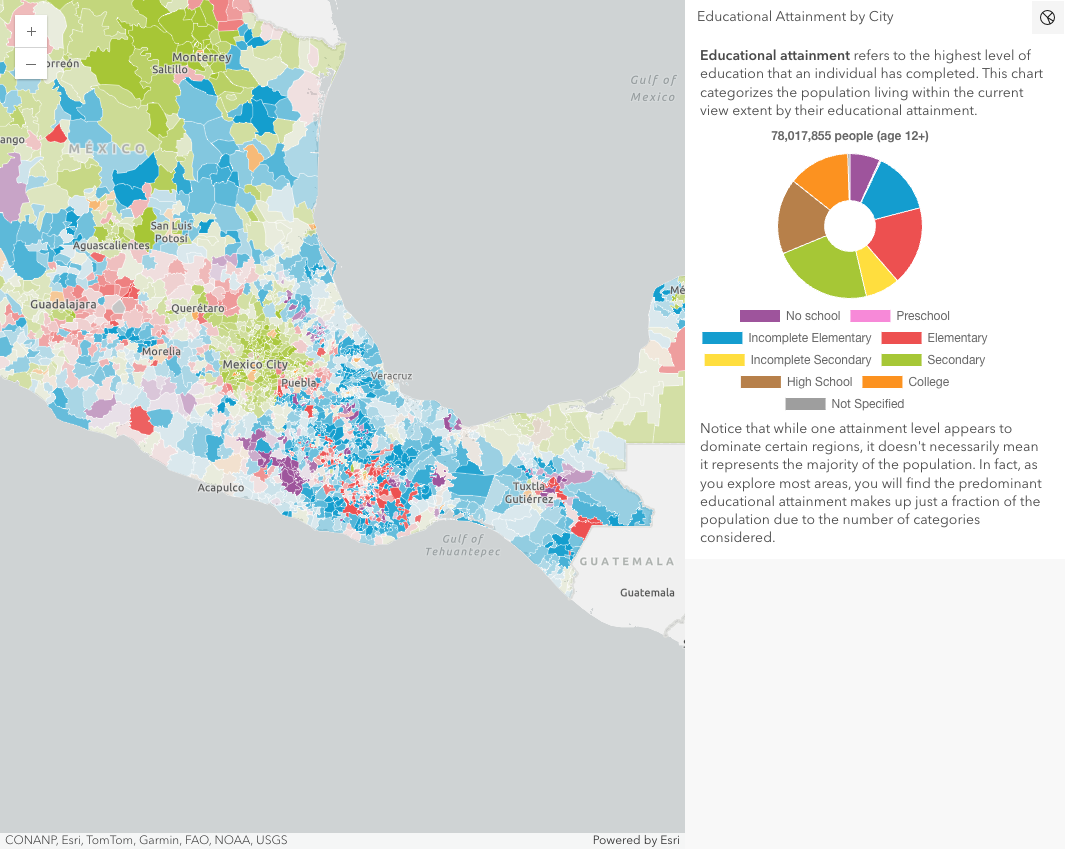 +
−
orreón
Monterrey
Saltillo
ango
MÉXICO
Gulf of
Mexico
San Luis
Potosí
Aguascalientes
Guadalajara
Querétaro
Mé
Morelia
Mexico City
Puebla
Veracruz
Acapulco
Tuxtla
Gutiérrez
Gulf of
Tehuantepec
GUATEMALA
Guatemala
CONANP, Esri, TomTom, Garmin, FAO, NOAA, USGS
Powered by Esri
Educational Attainment by City
Educational attainment refers to the highest level of
education that an individual has completed. This chart
categorizes the population living within the current
view extent by their educational attainment.
78,017,855 people (age 12+)
No school Preschool
Incomplete Elementary Elementary
Incomplete Secondary Secondary
High School College
Not Specified
Notice that while one attainment level appears to
dominate certain regions, it doesn't necessarily mean
it represents the majority of the population. In fact, as
you explore most areas, you will find the predominant
educational attainment makes up just a fraction of the
population due to the number of categories
considered.